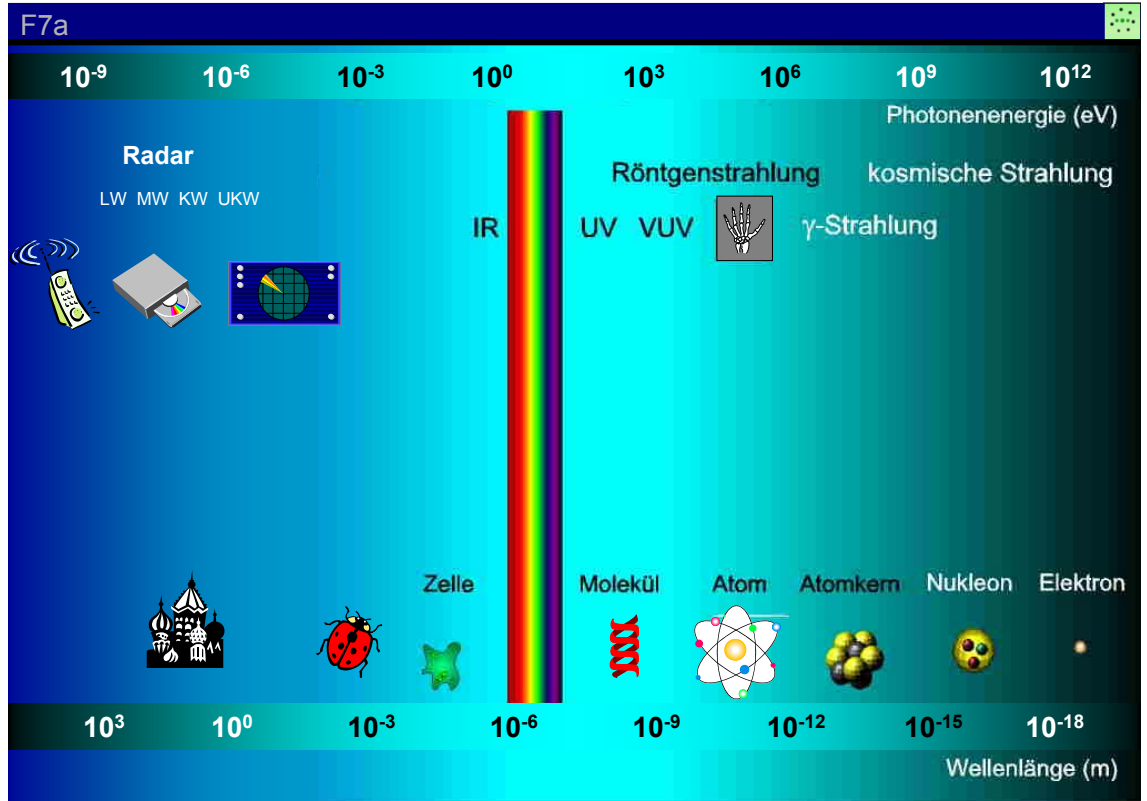 F7a
10⁻⁹ 10⁻⁶ 10⁻³ 10⁰ 10³ 10⁶ 10⁹ 10¹²
Photonenenergie (eV)
Radar
Röntgenstrahlung kosmische Strahlung
LW MW KW UKW
IR UV VUV γ-Strahlung
Zelle Molekül Atom Atomkern Nukleon Elektron
10³ 10⁰ 10⁻³ 10⁻⁶ 10⁻⁹ 10⁻¹² 10⁻¹⁵ 10⁻¹⁸
Wellenlänge (m)